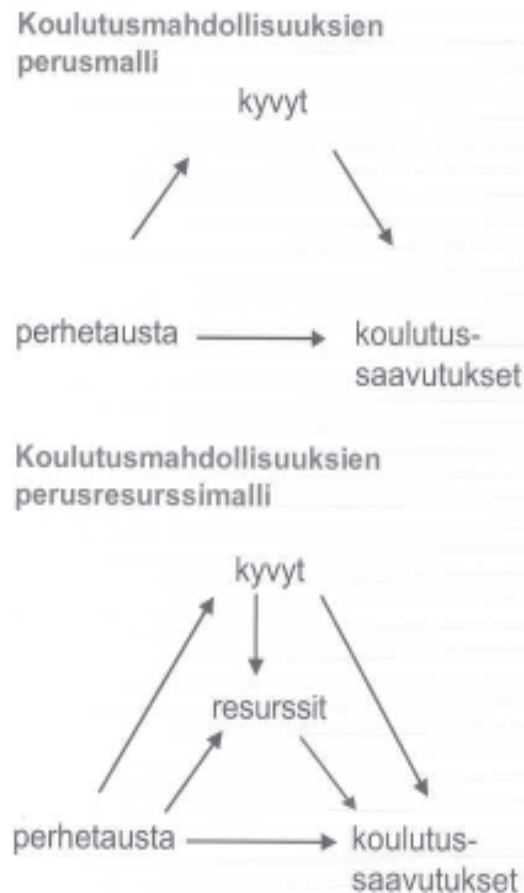 Koulutusmahdollisuuksien
perusmalli
kyvyt
perhetausta
koulutus-
saavutukset
Koulutusmahdollisuuksien
perusresurssimalli
kyvyt
resurssit
perhetausta
koulutus-
saavutukset